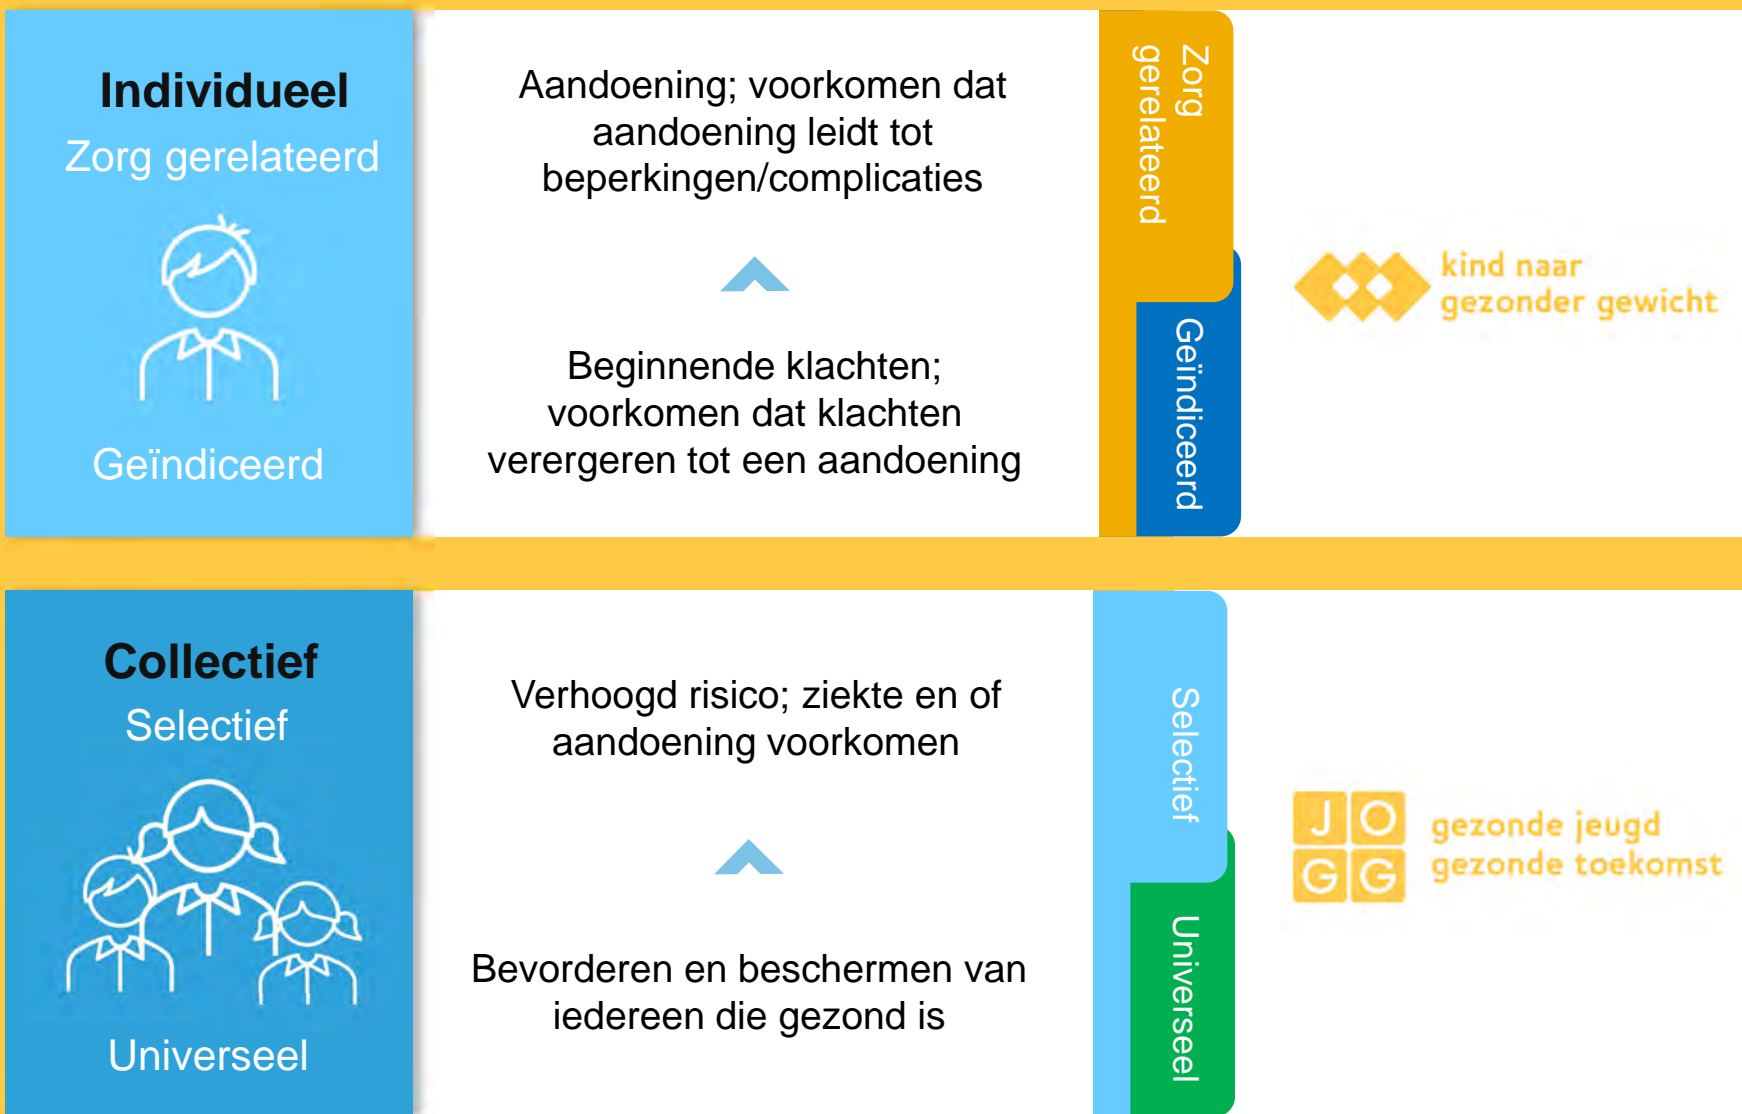 Individueel
Zorg gerelateerd
Geïndiceerd
Aandoening; voorkomen dat
aandoening leidt tot
beperkingen/complicaties
Beginnende klachten;
voorkomen dat klachten
verergeren tot een aandoening
Zorg
gerelateerd
Geïndiceerd
kind naar
gezonder gewicht
Collectief
Selectief
Universeel
Verhoogd risico; ziekte en of
aandoening voorkomen
Bevorderen en beschermen van
iedereen die gezond is
Selectief
Universeel
JO
GG
gezonde jeugd
gezonde toekomst